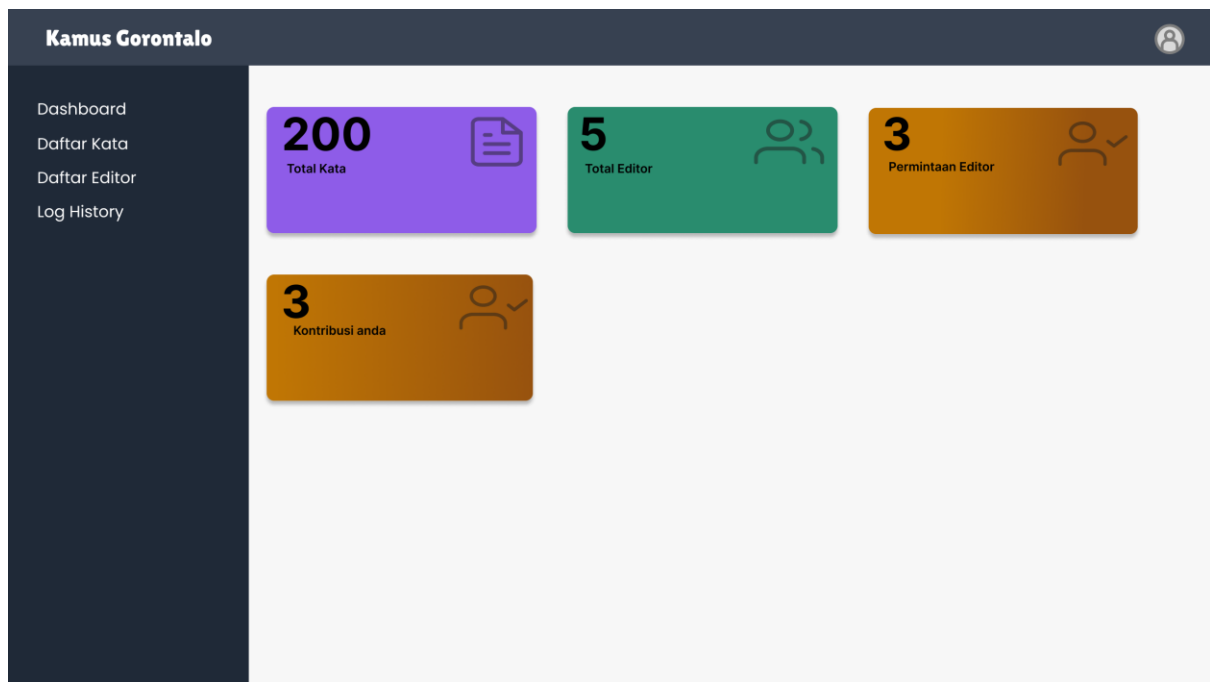 Kamus Gorontalo
Dashboard
Daftar Kata
Daftar Editor
Log History
200
Total Kata
5
Total Editor
3
Permintaan Editor
3
Kontribusi anda